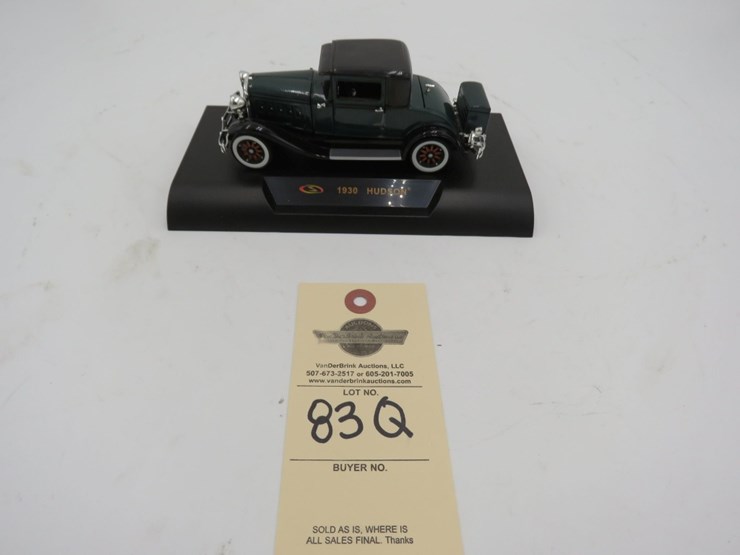 1930 HUDSON
VanDerBrink Auctions, LLC
507-673-2517 or 605-201-7005
www.vanderbrinkauctions.com
LOT NO.
83Q
BUYER NO.
SOLD AS IS, WHERE IS
ALL SALES FINAL. Thanks